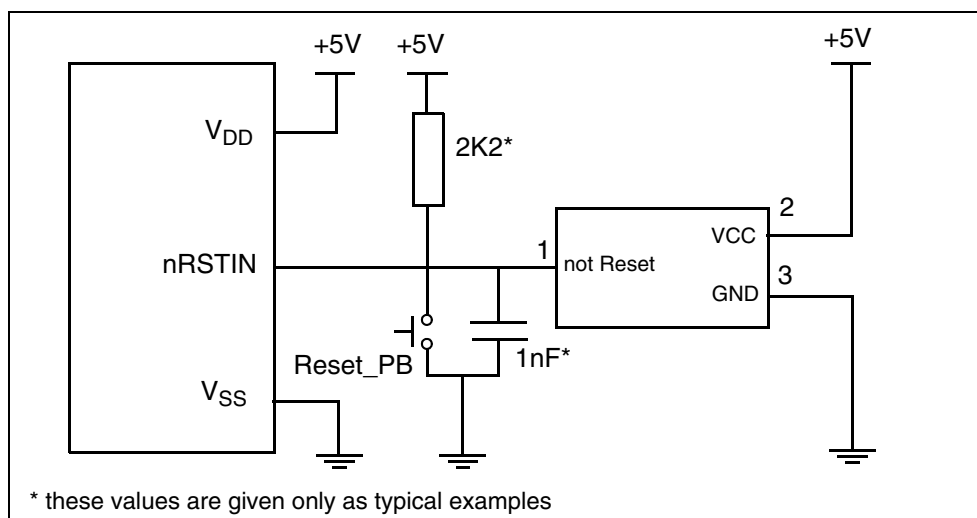 +5V
+5V
+5V
V_DD
2K2*
2
VCC
nRSTIN
1
not Reset
3
GND
1nF*
Reset_PB
V_SS
* these values are given only as typical examples